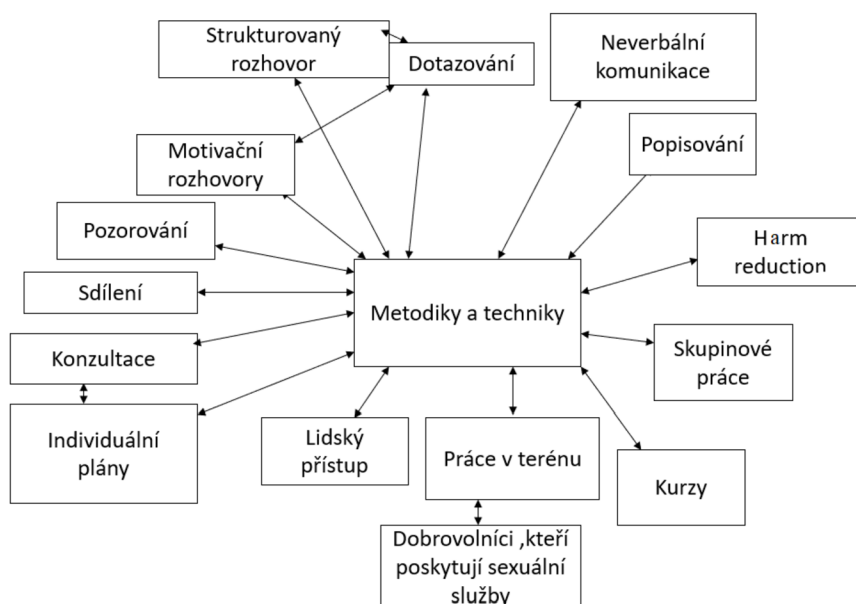 Strukturovaný
rozhovor
Dotazování
Neverbální
komunikace
Motivační
rozhovory
Popisování
Pozorování
Harm
reduction
Sdílení
Metodiky a techniky
Konzultace
Skupinové
práce
Individuální
plány
Lidský
přístup
Práce v terénu
Kurzy
Dobrovolníci ,kteří
poskytují sexuální
služby